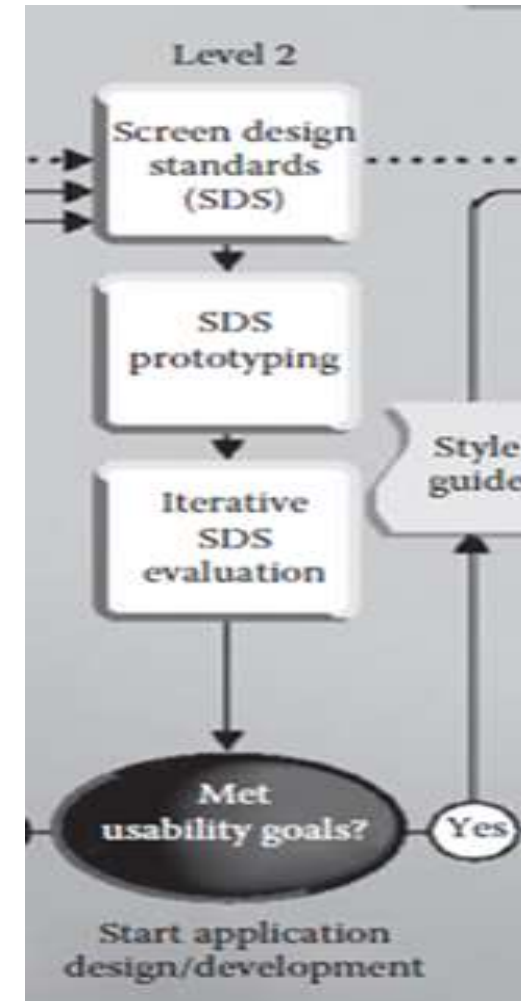 Level 2
Screen design
standards
(SDS)
SDS
prototyping
Iterative
SDS
evaluation
Style
guide
Met
usability goals?
Yes
Start application
design/development